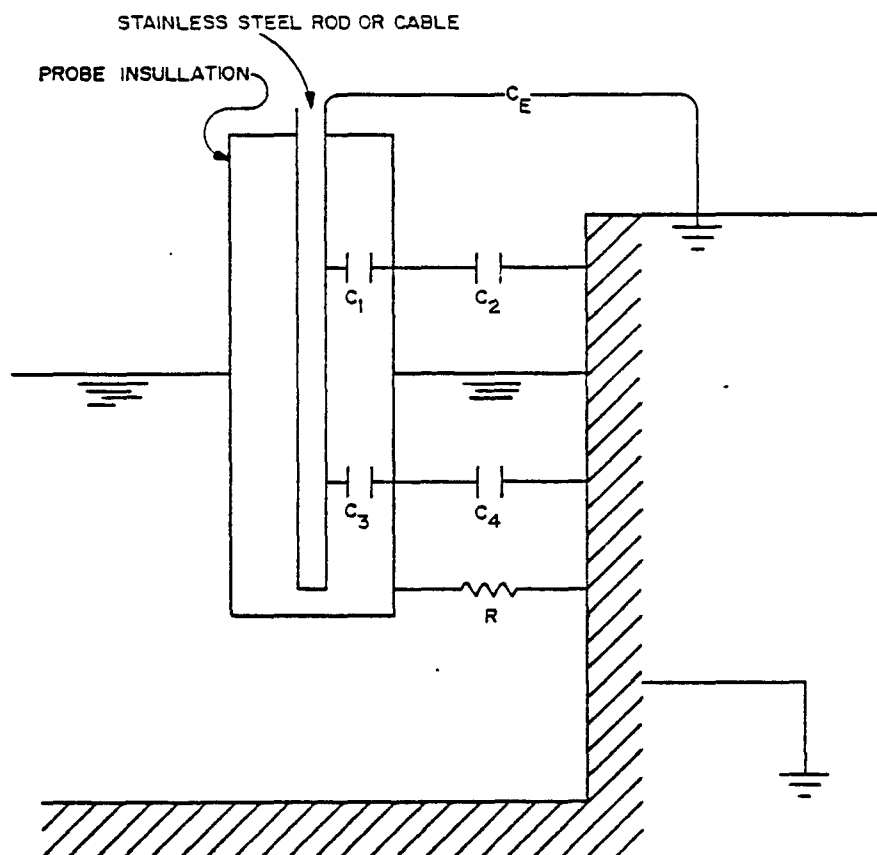 STAINLESS STEEL ROD OR CABLE
PROBE INSULLATION
C_E
C_1
C_2
C_3
C_4
R